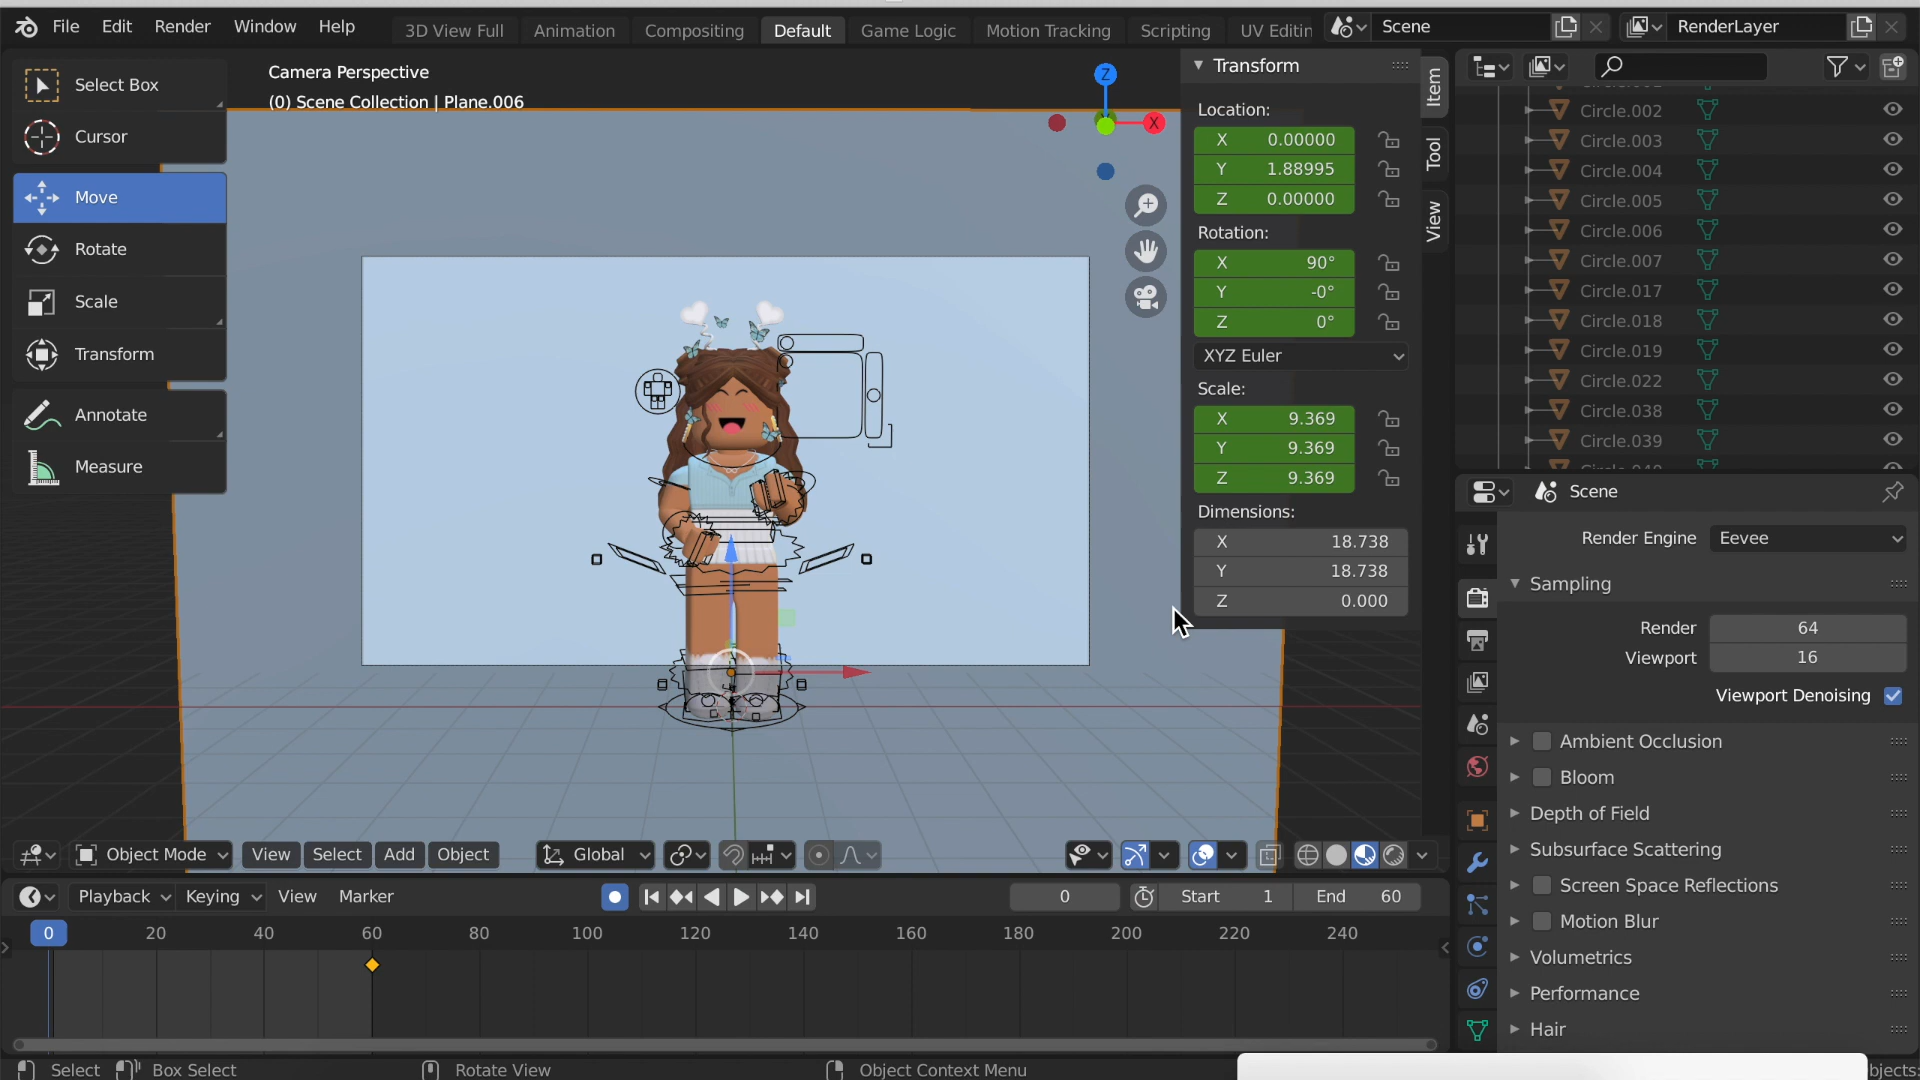 File Edit Render Window Help 3D View Full Animation Compositing Default Game Logic Motion Tracking Scripting UV Editin Scene RenderLayer
Select Box
Cursor
Move
Rotate
Scale
Transform
Annotate
Measure
Camera Perspective
(0) Scene Collection | Plane.006
Z
X
Transform
Location:
X 0.00000
Y 1.88995
Z 0.00000
Rotation:
X 90°
Y -0°
Z 0°
XYZ Euler
Scale:
X 9.369
Y 9.369
Z 9.369
Dimensions:
X 18.738
Y 18.738
Z 0.000
Item
Tool
View
Circle.002
Circle.003
Circle.004
Circle.005
Circle.006
Circle.007
Circle.017
Circle.018
Circle.019
Circle.022
Circle.038
Circle.039
Scene
Render Engine Eevee
Sampling
Render 64
Viewport 16
Viewport Denoising
Ambient Occlusion
Bloom
Depth of Field
Subsurface Scattering
Screen Space Reflections
Motion Blur
Volumetrics
Performance
Hair
Object Mode View Select Add Object Global
Playback Keying View Marker 0 Start 1 End 60
0 20 40 60 80 100 120 140 160 180 200 220 240
Select Box Select Rotate View Object Context Menu bjects: